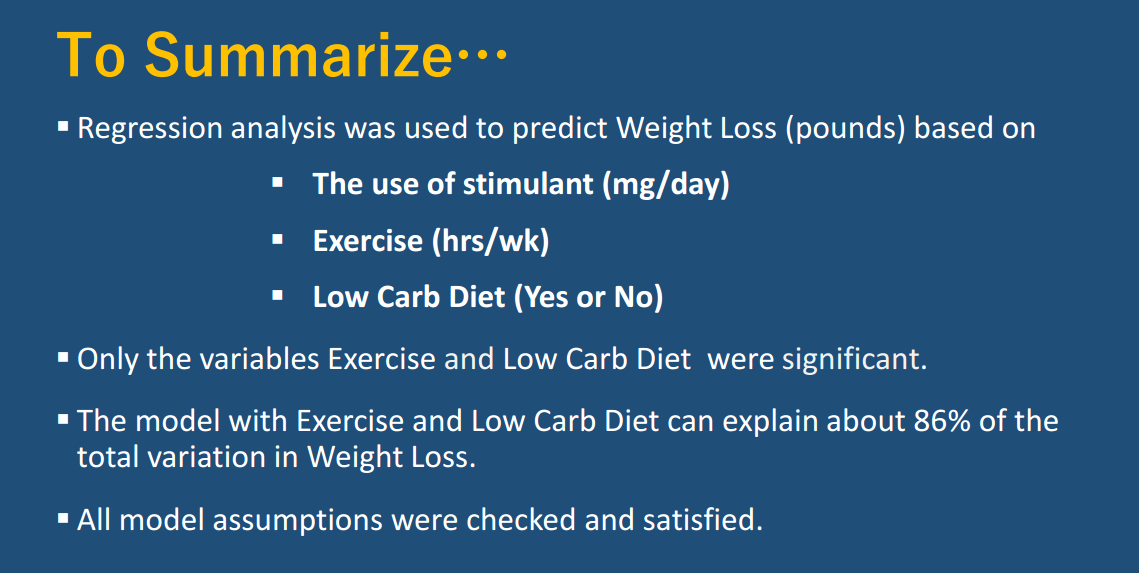 To Summarize…
▪ Regression analysis was used to predict Weight Loss (pounds) based on
▪ The use of stimulant (mg/day)
▪ Exercise (hrs/wk)
▪ Low Carb Diet (Yes or No)
▪ Only the variables Exercise and Low Carb Diet  were significant.
▪ The model with Exercise and Low Carb Diet can explain about 86% of the
total variation in Weight Loss.
▪ All model assumptions were checked and satisfied.